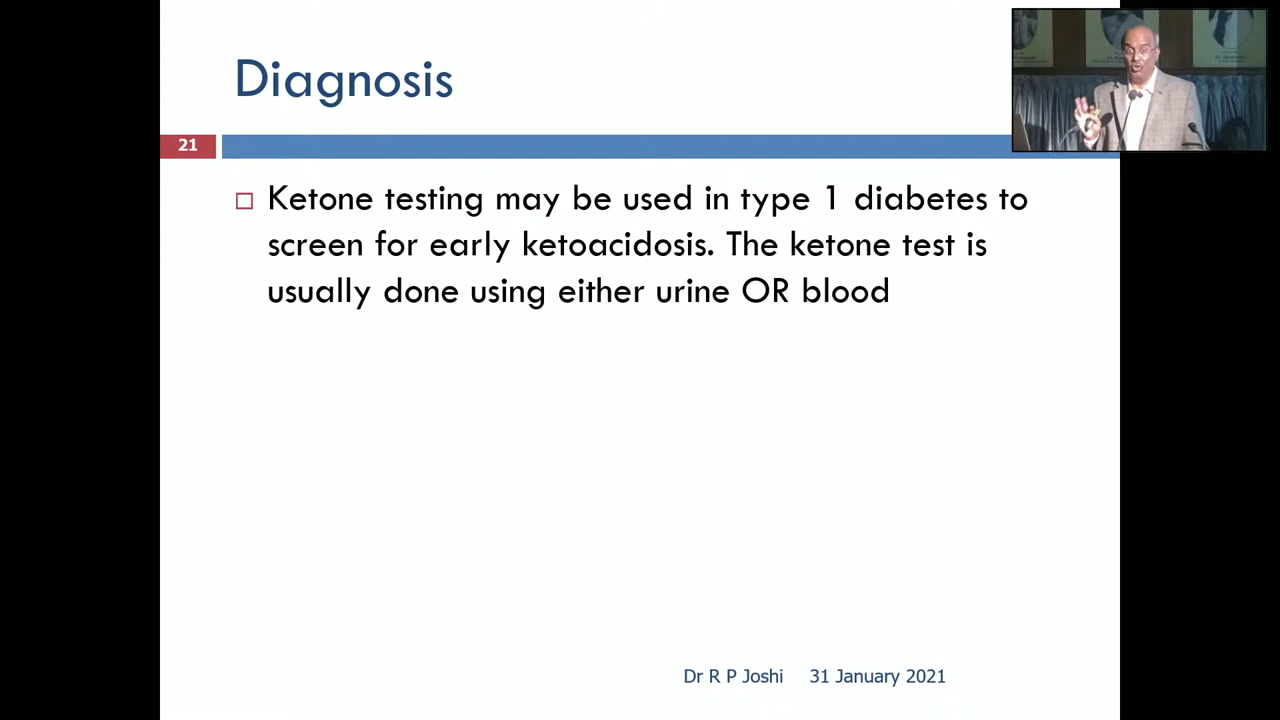 Diagnosis
21
Ketone testing may be used in type 1 diabetes to
screen for early ketoacidosis. The ketone test is
usually done using either urine OR blood
Dr R P Joshi 31 January 2021